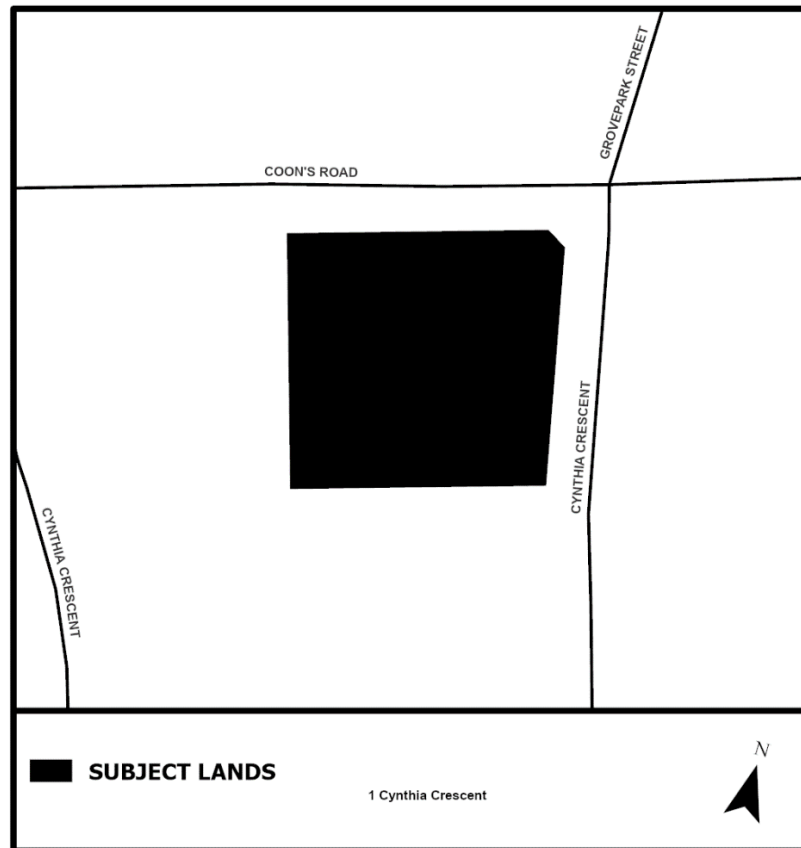 GROVEPARK STREET
COON'S ROAD
CYNTHIA CRESCENT
CYNTHIA CRESCENT
N
SUBJECT LANDS
1 Cynthia Crescent